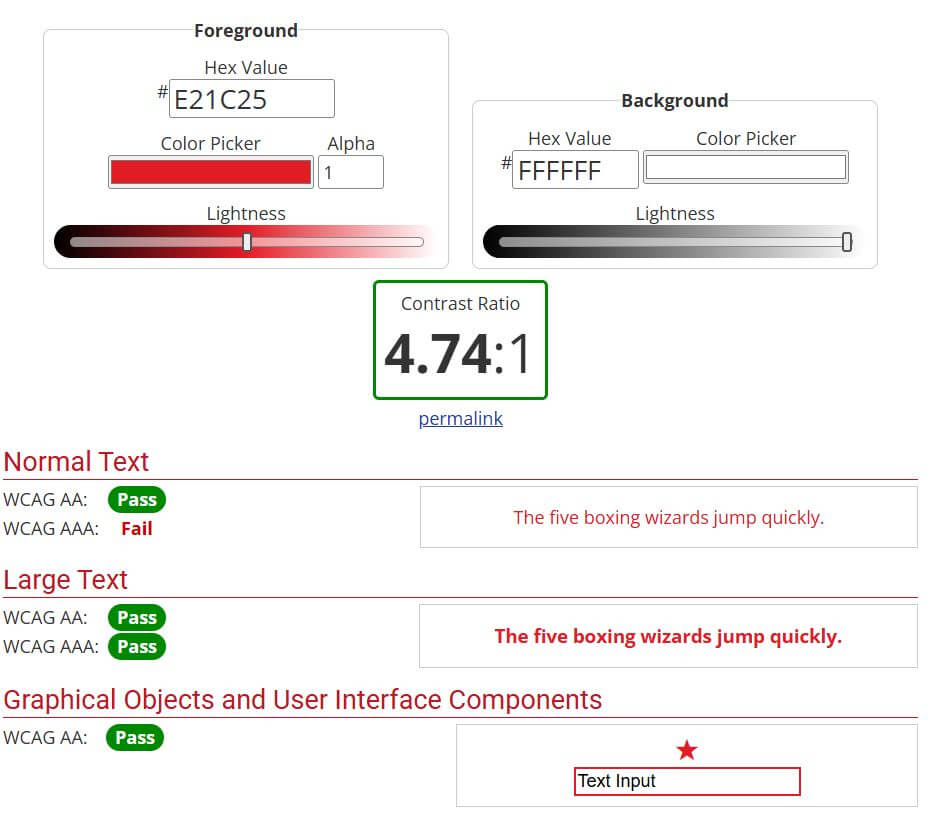 Foreground
Hex Value
# E21C25
Color Picker Alpha
1
Lightness
Background
Hex Value Color Picker
# FFFFFF
Lightness
Contrast Ratio
4.74:1
permalink
Normal Text
WCAG AA: Pass
WCAG AAA: Fail
The five boxing wizards jump quickly.
Large Text
WCAG AA: Pass
WCAG AAA: Pass
The five boxing wizards jump quickly.
Graphical Objects and User Interface Components
WCAG AA: Pass
Text Input